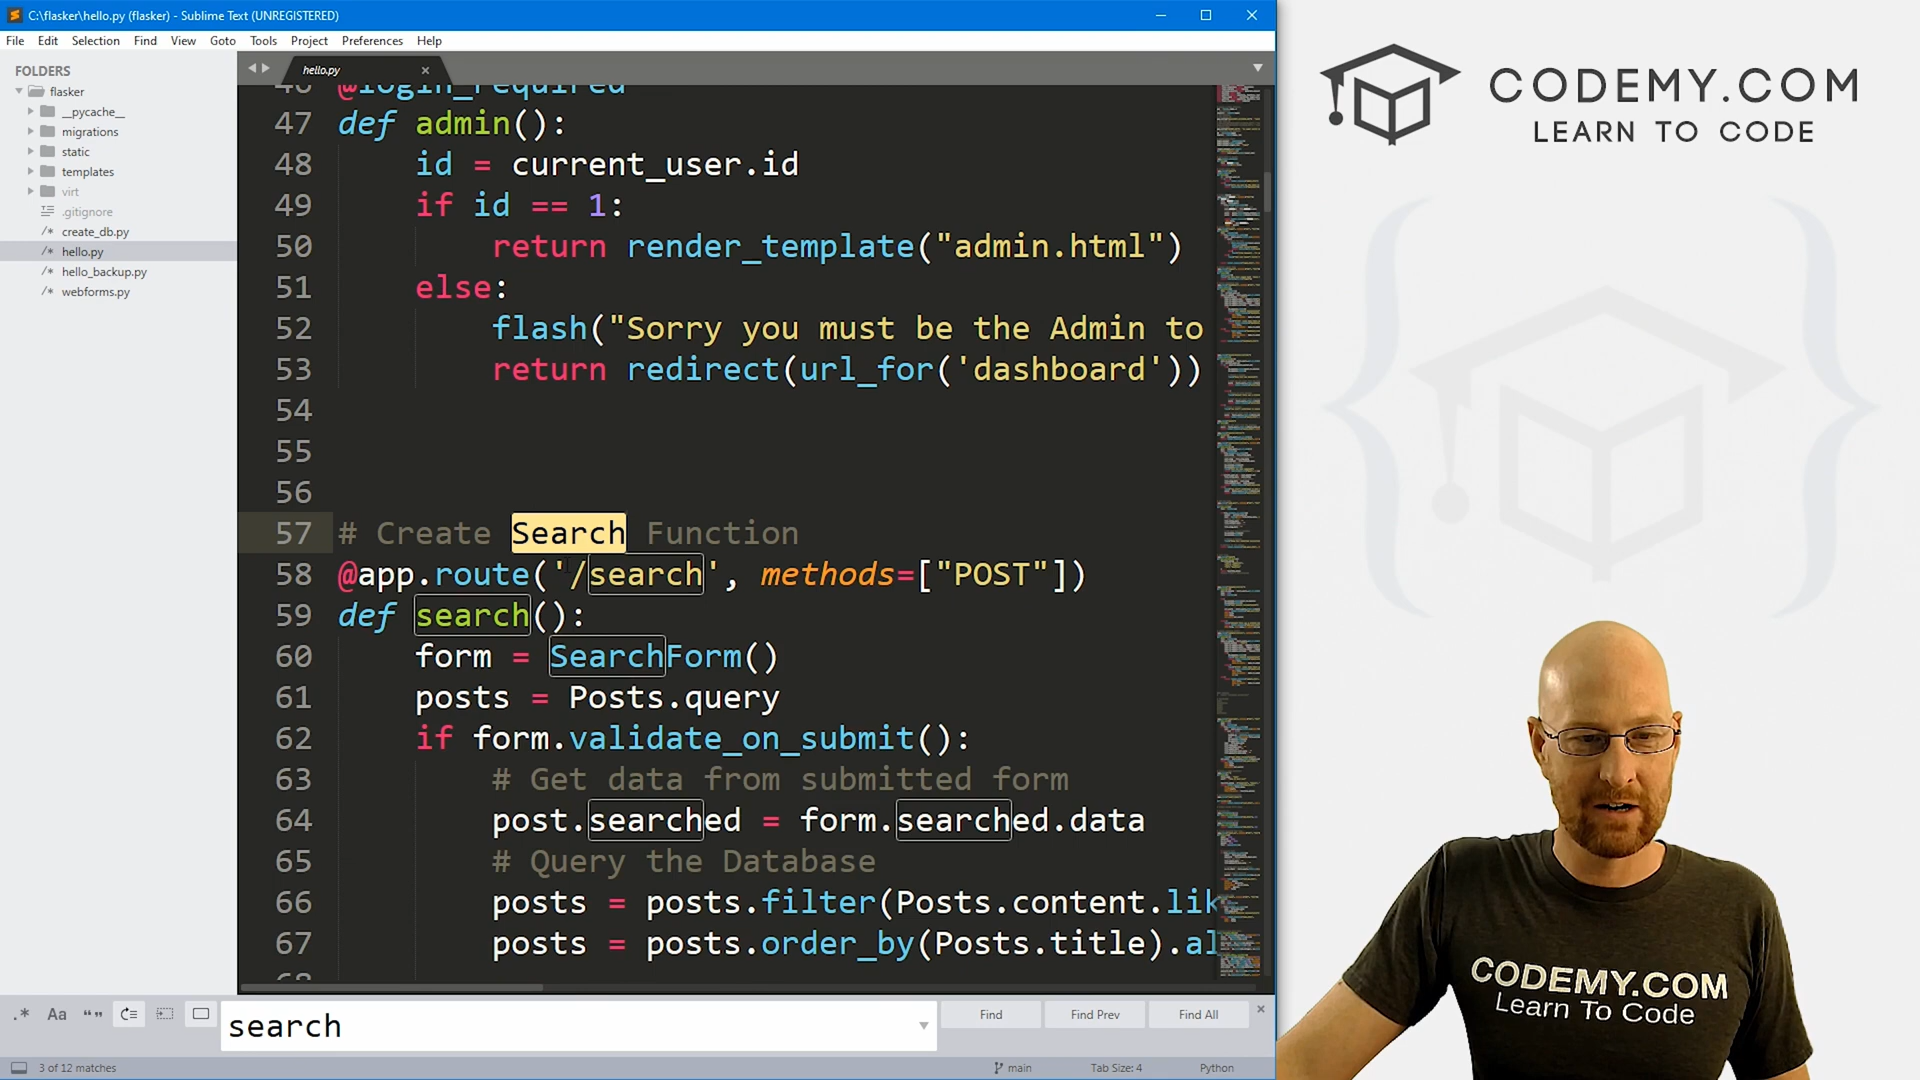 C:\flasker\hello.py (flasker) - Sublime Text (UNREGISTERED)
File Edit Selection Find View Goto Tools Project Preferences Help
FOLDERS
flasker
__pycache__
migrations
static
templates
virt
.gitignore
create_db.py
hello.py
hello_backup.py
webforms.py
hello.py
46 @login_required
47 def admin():
48 id = current_user.id
49 if id == 1:
50 return render_template("admin.html")
51 else:
52 flash("Sorry you must be the Admin to
53 return redirect(url_for('dashboard'))
54
55
56
57 # Create Search Function
58 @app.route('/search', methods=["POST"])
59 def search():
60 form = SearchForm()
61 posts = Posts.query
62 if form.validate_on_submit():
63 # Get data from submitted form
64 post.searched = form.searched.data
65 # Query the Database
66 posts = posts.filter(Posts.content.lik
67 posts = posts.order_by(Posts.title).al
68
.* Aa “” search Find Find Prev Find All
3 of 12 matches main Tab Size: 4 Python
CODEMY.COM
LEARN TO CODE
CODEMY.COM
Learn To Code